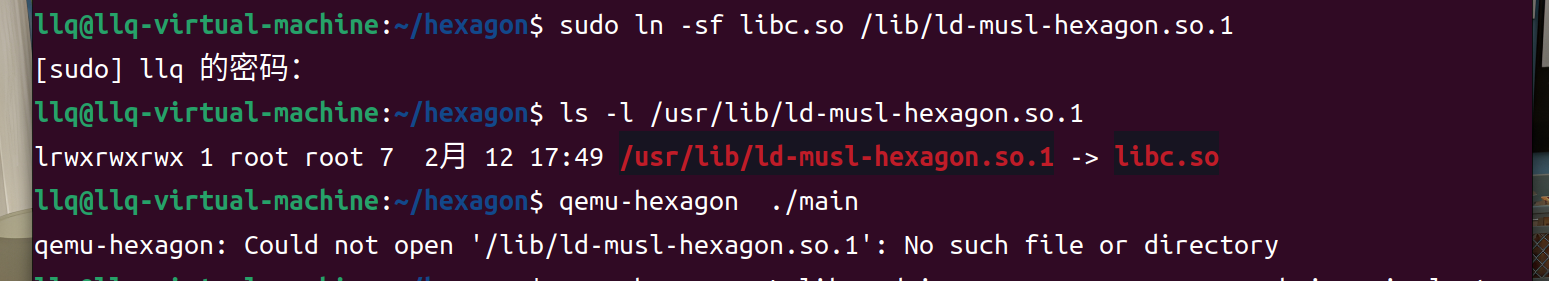 llq@llq-virtual-machine:~/hexagon$ sudo ln -sf libc.so /lib/ld-musl-hexagon.so.1
[sudo] llq 的密码：
llq@llq-virtual-machine:~/hexagon$ ls -l /usr/lib/ld-musl-hexagon.so.1
lrwxrwxrwx 1 root root 7  2月 12 17:49 /usr/lib/ld-musl-hexagon.so.1 -> libc.so
llq@llq-virtual-machine:~/hexagon$ qemu-hexagon  ./main
qemu-hexagon: Could not open '/lib/ld-musl-hexagon.so.1': No such file or directory